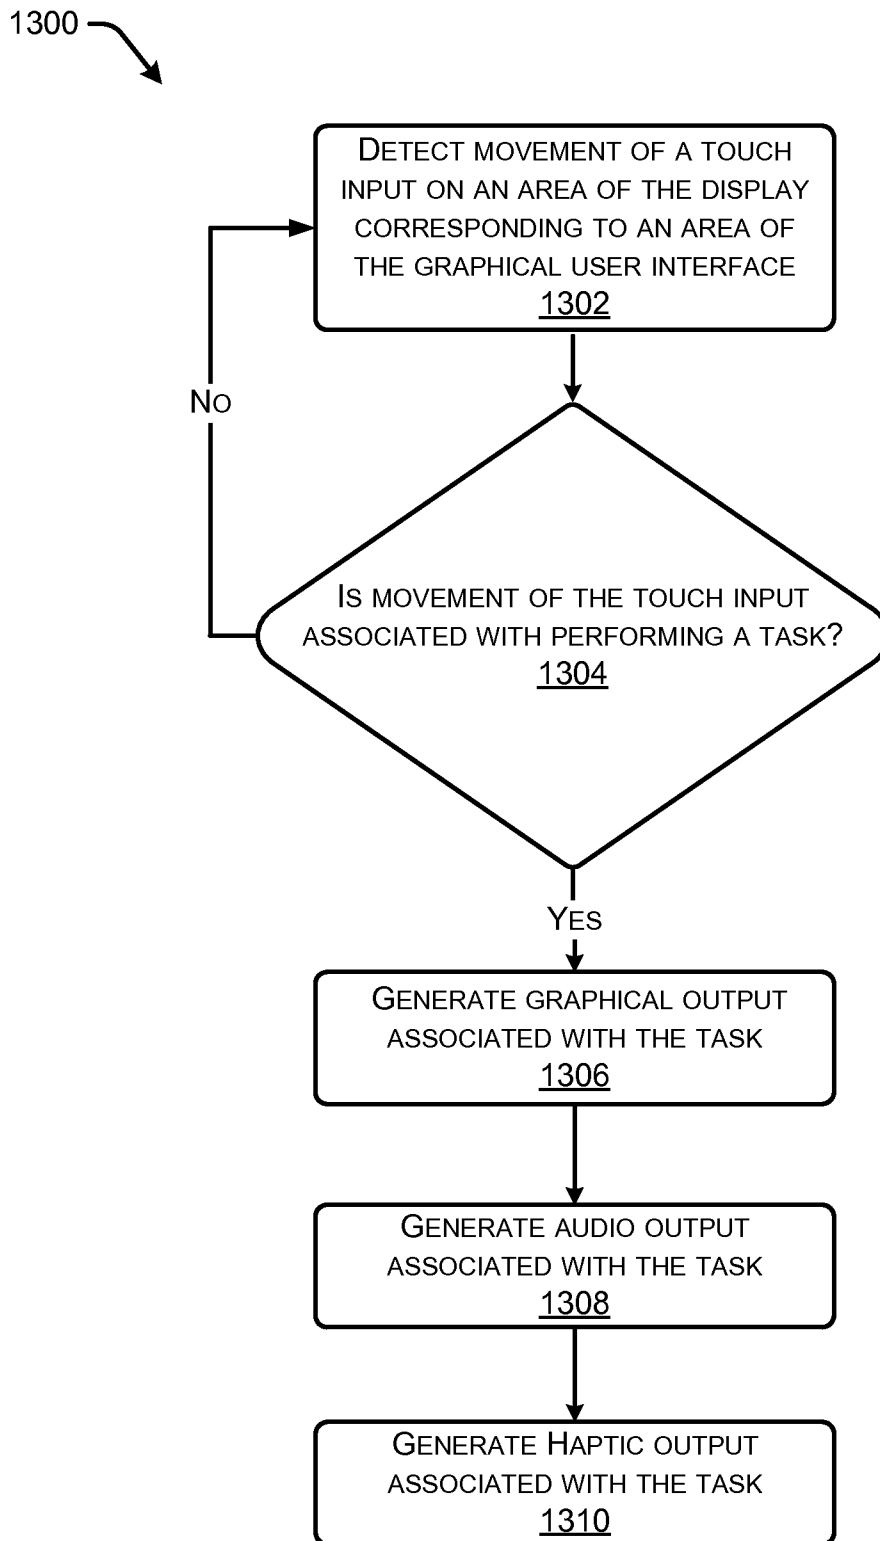 1300
DETECT MOVEMENT OF A TOUCH
INPUT ON AN AREA OF THE DISPLAY
CORRESPONDING TO AN AREA OF
THE GRAPHICAL USER INTERFACE
1302
NO
IS MOVEMENT OF THE TOUCH INPUT
ASSOCIATED WITH PERFORMING A TASK?
1304
YES
GENERATE GRAPHICAL OUTPUT
ASSOCIATED WITH THE TASK
1306
GENERATE AUDIO OUTPUT
ASSOCIATED WITH THE TASK
1308
GENERATE HAPTIC OUTPUT
ASSOCIATED WITH THE TASK
1310